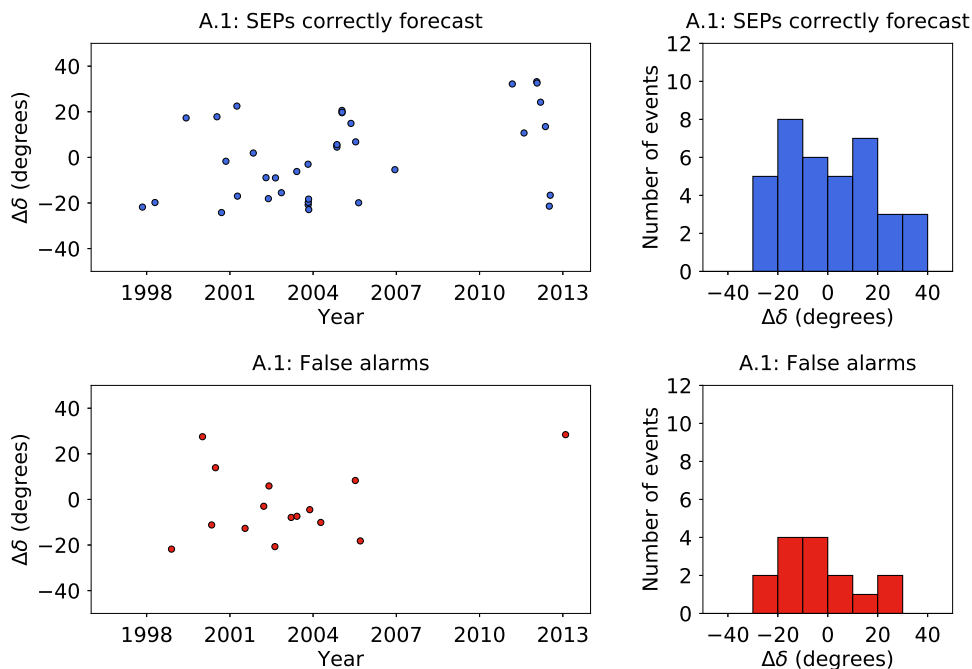 A.1: SEPs correctly forecast
40
20
0
−20
−40
Δδ (degrees)
1998 2001 2004 2007 2010 2013
Year
A.1: SEPs correctly forecast
12
10
8
6
4
2
0
Number of events
−40 −20 0 20 40
Δδ (degrees)
A.1: False alarms
40
20
0
−20
−40
Δδ (degrees)
1998 2001 2004 2007 2010 2013
Year
A.1: False alarms
12
10
8
6
4
2
0
Number of events
−40 −20 0 20 40
Δδ (degrees)